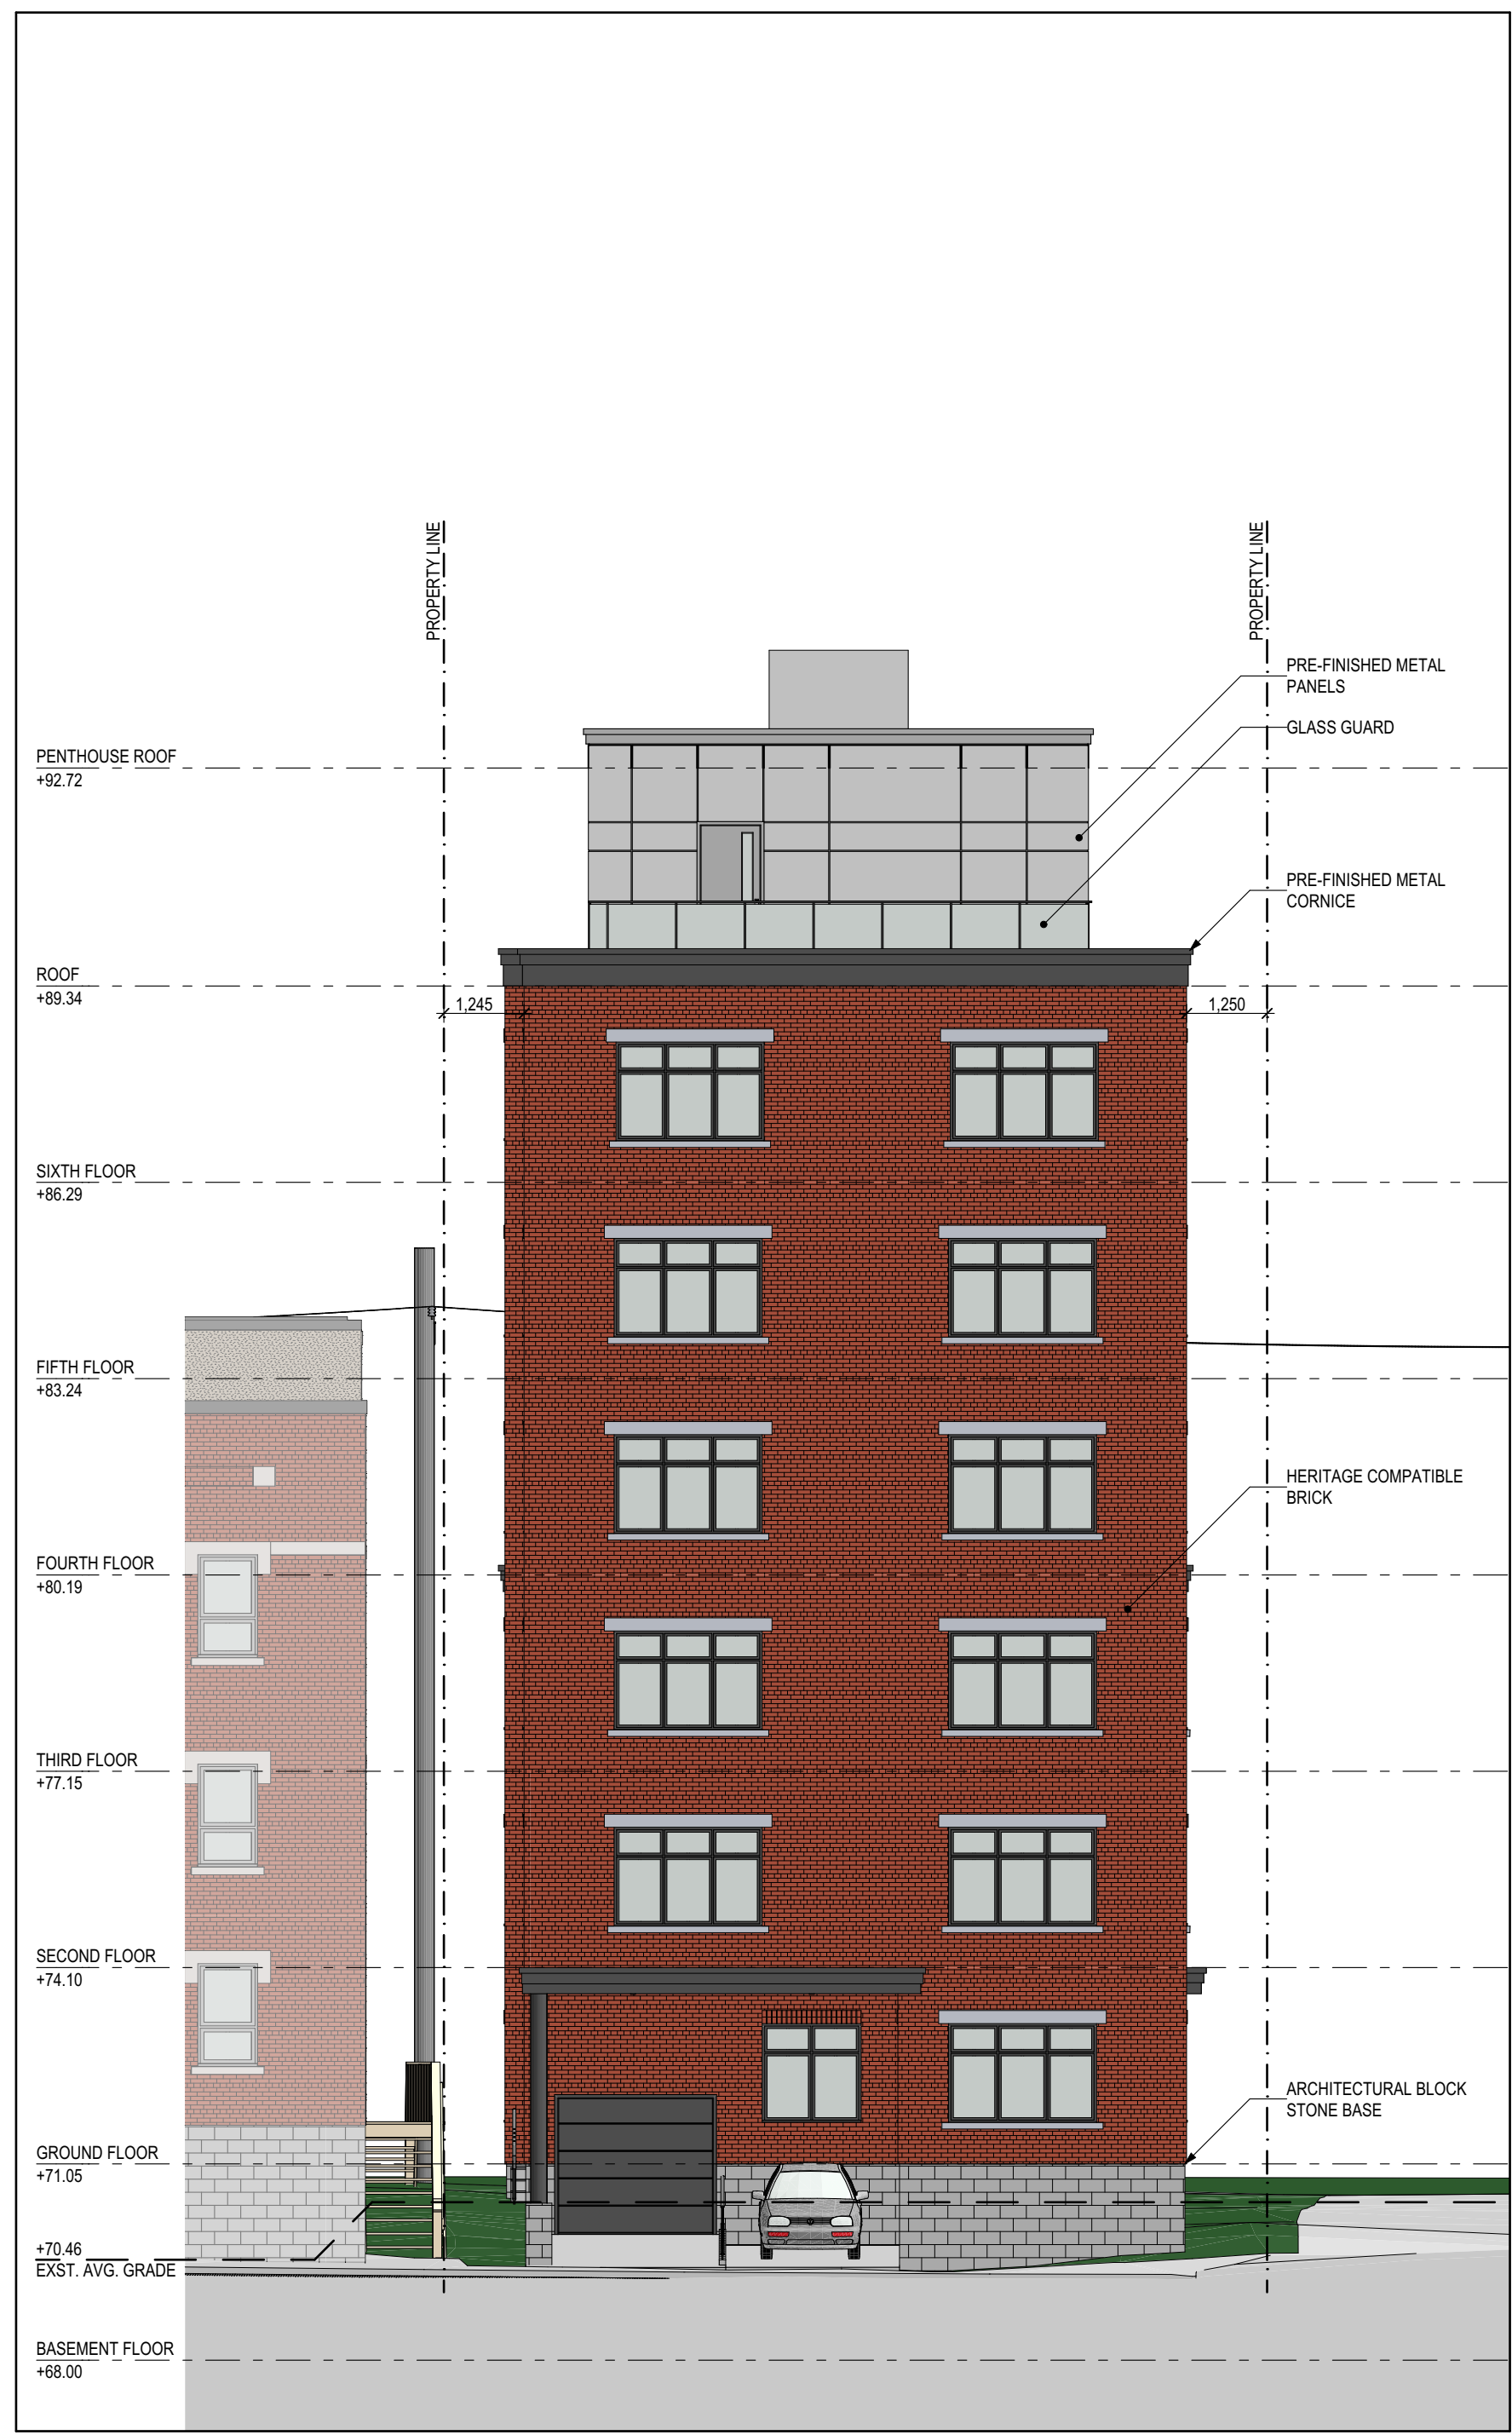 PROPERTY LINE
PROPERTY LINE
PRE-FINISHED METAL
PANELS
GLASS GUARD
PENTHOUSE ROOF
+92.72
PRE-FINISHED METAL
CORNICE
ROOF
+89.34
1,245
1,250
SIXTH FLOOR
+86.29
FIFTH FLOOR
+83.24
HERITAGE COMPATIBLE
BRICK
FOURTH FLOOR
+80.19
THIRD FLOOR
+77.15
SECOND FLOOR
+74.10
ARCHITECTURAL BLOCK
STONE BASE
GROUND FLOOR
+71.05
+70.46
EXST. AVG. GRADE
BASEMENT FLOOR
+68.00